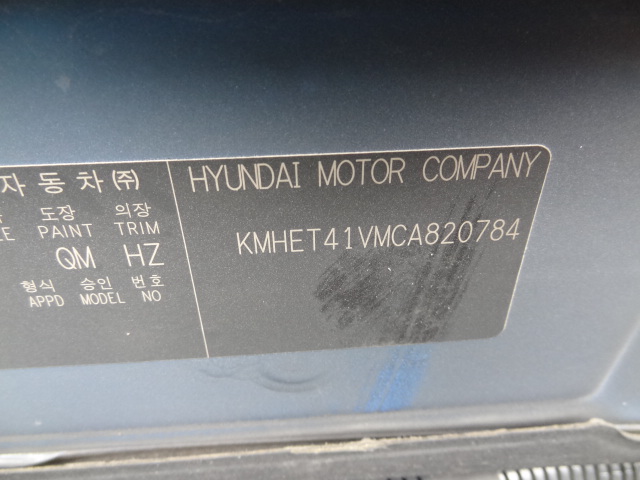 자동차(주)
도장 의장
PAINT TRIM
QM HZ
형식 승인 번호
APPD MODEL NO
HYUNDAI MOTOR COMPANY
KMHET41VMCA820784